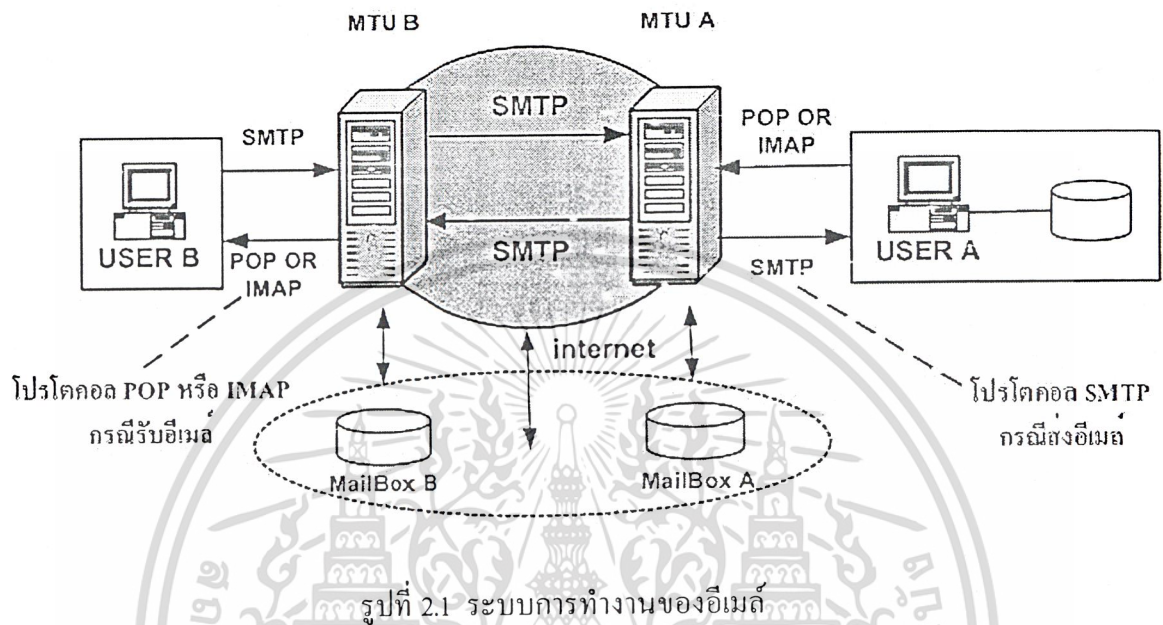 MTU B
MTU A
SMTP
SMTP
POP OR
IMAP
USER B
POP OR
IMAP
SMTP
USER A
SMTP
internet
โปรโตคอล POP หรือ IMAP
กรณีรับอีเมล์
โปรโตคอล SMTP
กรณีส่งอีเมล์
MailBox B
MailBox A
รูปที่ 2.1 ระบบการทำงานของอีเมล์